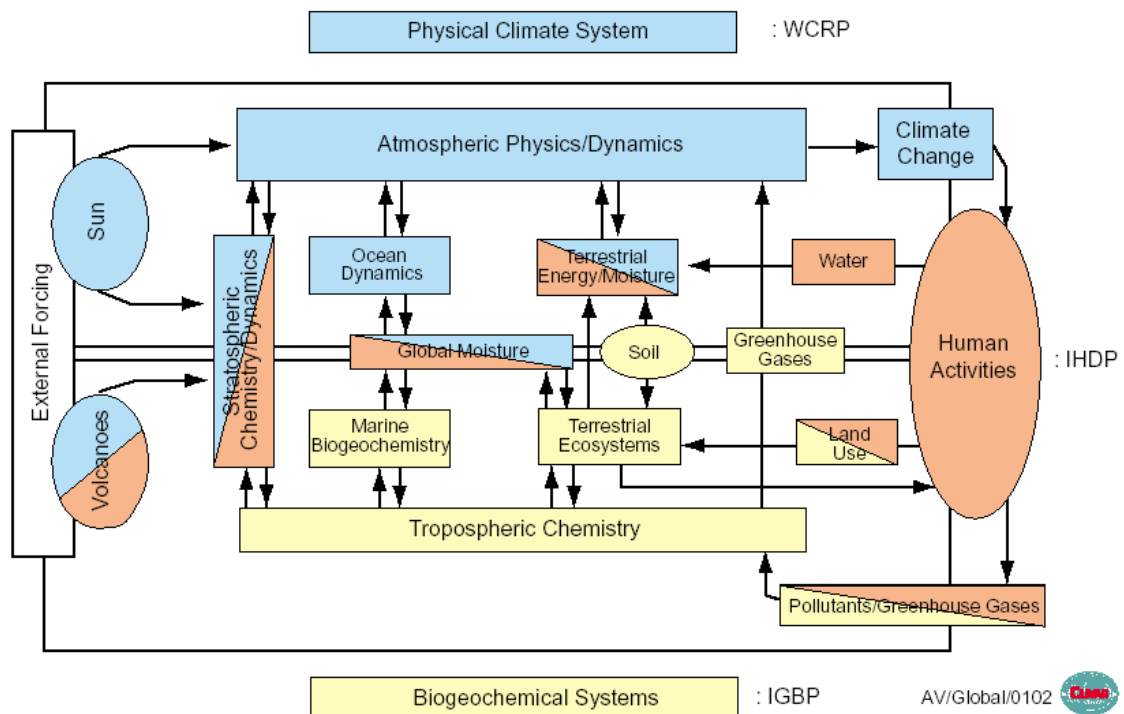 Physical Climate System
: WCRP
External Forcing
Sun
Atmospheric Physics/Dynamics
Climate
Change
Stratospheric
Chemistry/Dynamics
Ocean
Dynamics
Terrestrial
Energy/Moisture
Water
Global Moisture
Soil
Greenhouse
Gases
Human
Activities
: IHDP
Volcanoes
Marine
Biogeochemistry
Terrestrial
Ecosystems
Land
Use
Tropospheric Chemistry
Pollutants/Greenhouse Gases
Biogeochemical Systems
: IGBP
AV/Global/0102